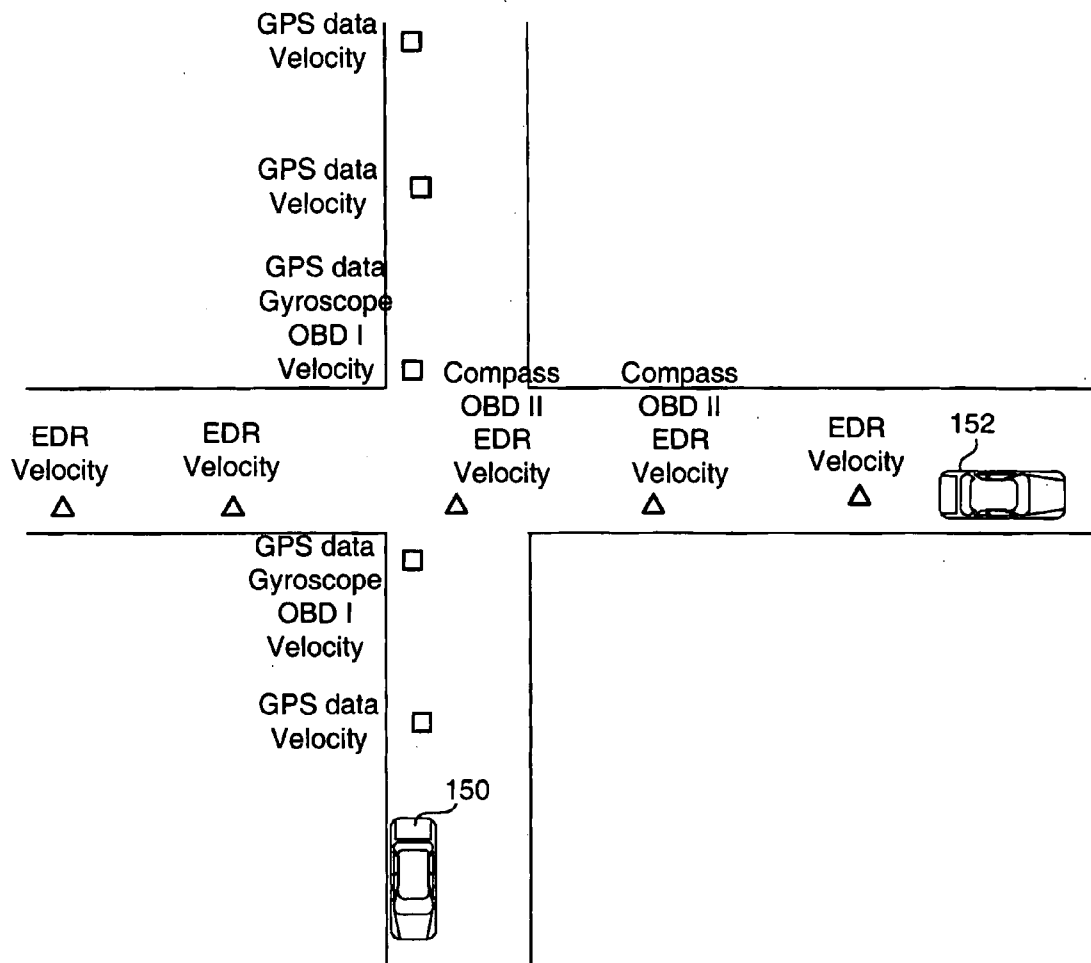 GPS data
Velocity
GPS data
Velocity
GPS data
Gyroscope
OBD I
Velocity
Compass
OBD II
EDR
Velocity
Compass
OBD II
EDR
Velocity
EDR
Velocity
EDR
Velocity
EDR
Velocity
152
GPS data
Gyroscope
OBD I
Velocity
GPS data
Velocity
150